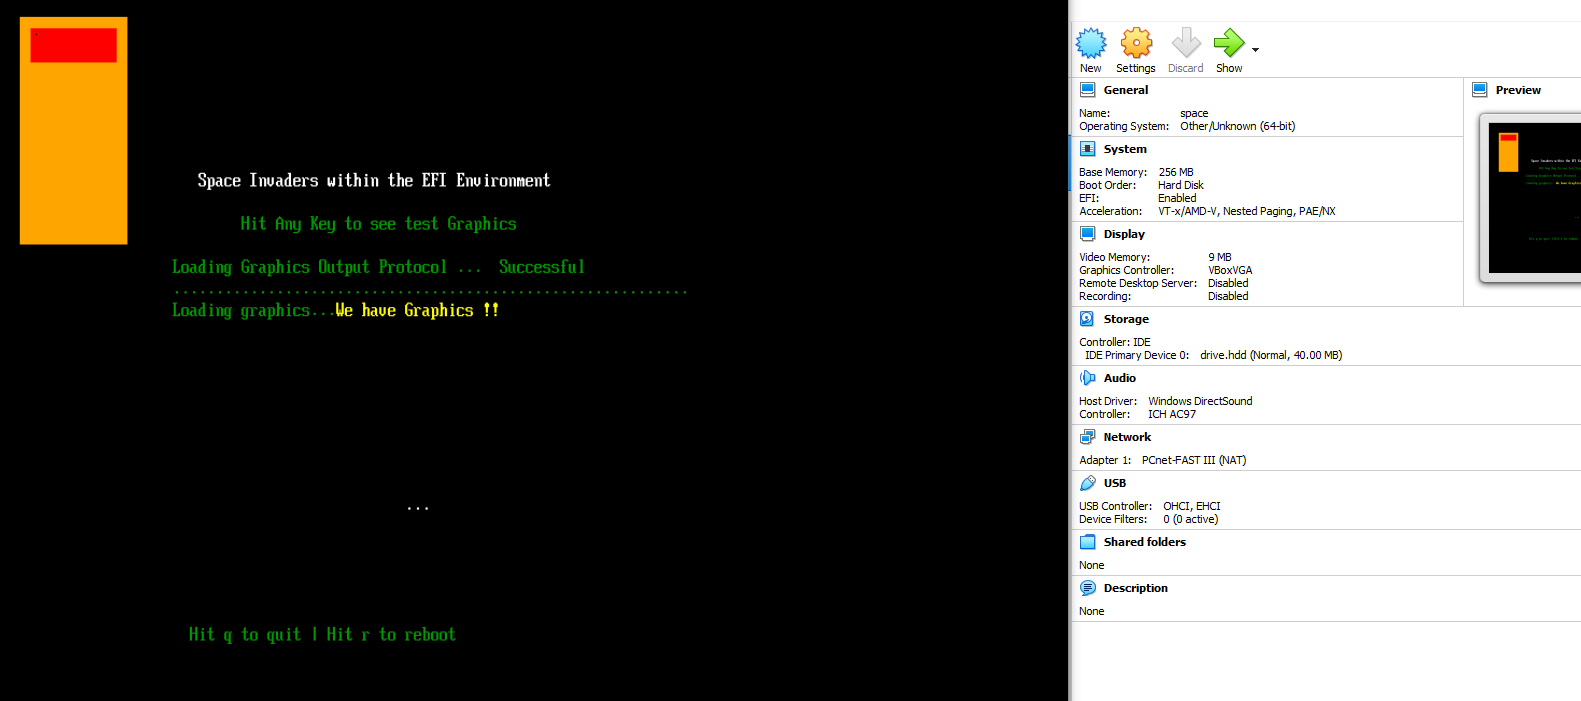 Space Invaders within the EFI Environment
Hit Any Key to see test Graphics
Loading Graphics Output Protocol ... Successful
............................................................
Loading graphics...We have Graphics !!
...
Hit q to quit | Hit r to reboot
New Settings Discard Show
General
Name: space
Operating System: Other/Unknown (64-bit)
System
Base Memory: 256 MB
Boot Order: Hard Disk
EFI: Enabled
Acceleration: VT-x/AMD-V, Nested Paging, PAE/NX
Display
Video Memory: 9 MB
Graphics Controller: VBoxVGA
Remote Desktop Server: Disabled
Recording: Disabled
Storage
Controller: IDE
IDE Primary Device 0: drive.hdd (Normal, 40.00 MB)
Audio
Host Driver: Windows DirectSound
Controller: ICH AC97
Network
Adapter 1: PCnet-FAST III (NAT)
USB
USB Controller: OHCI, EHCI
Device Filters: 0 (0 active)
Shared folders
None
Description
None
Preview
Space Invaders within the EFI